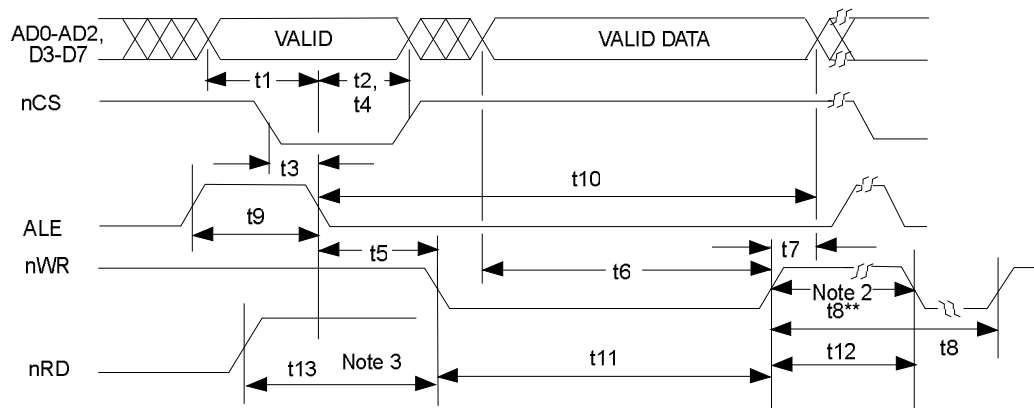 AD0-AD2,
D3-D7
VALID
VALID DATA
t1
t2,
t4
nCS
t3
t10
ALE
t9
t5
t7
nWR
t6
Note 2
t8**
t8
nRD
t13
Note 3
t11
t12